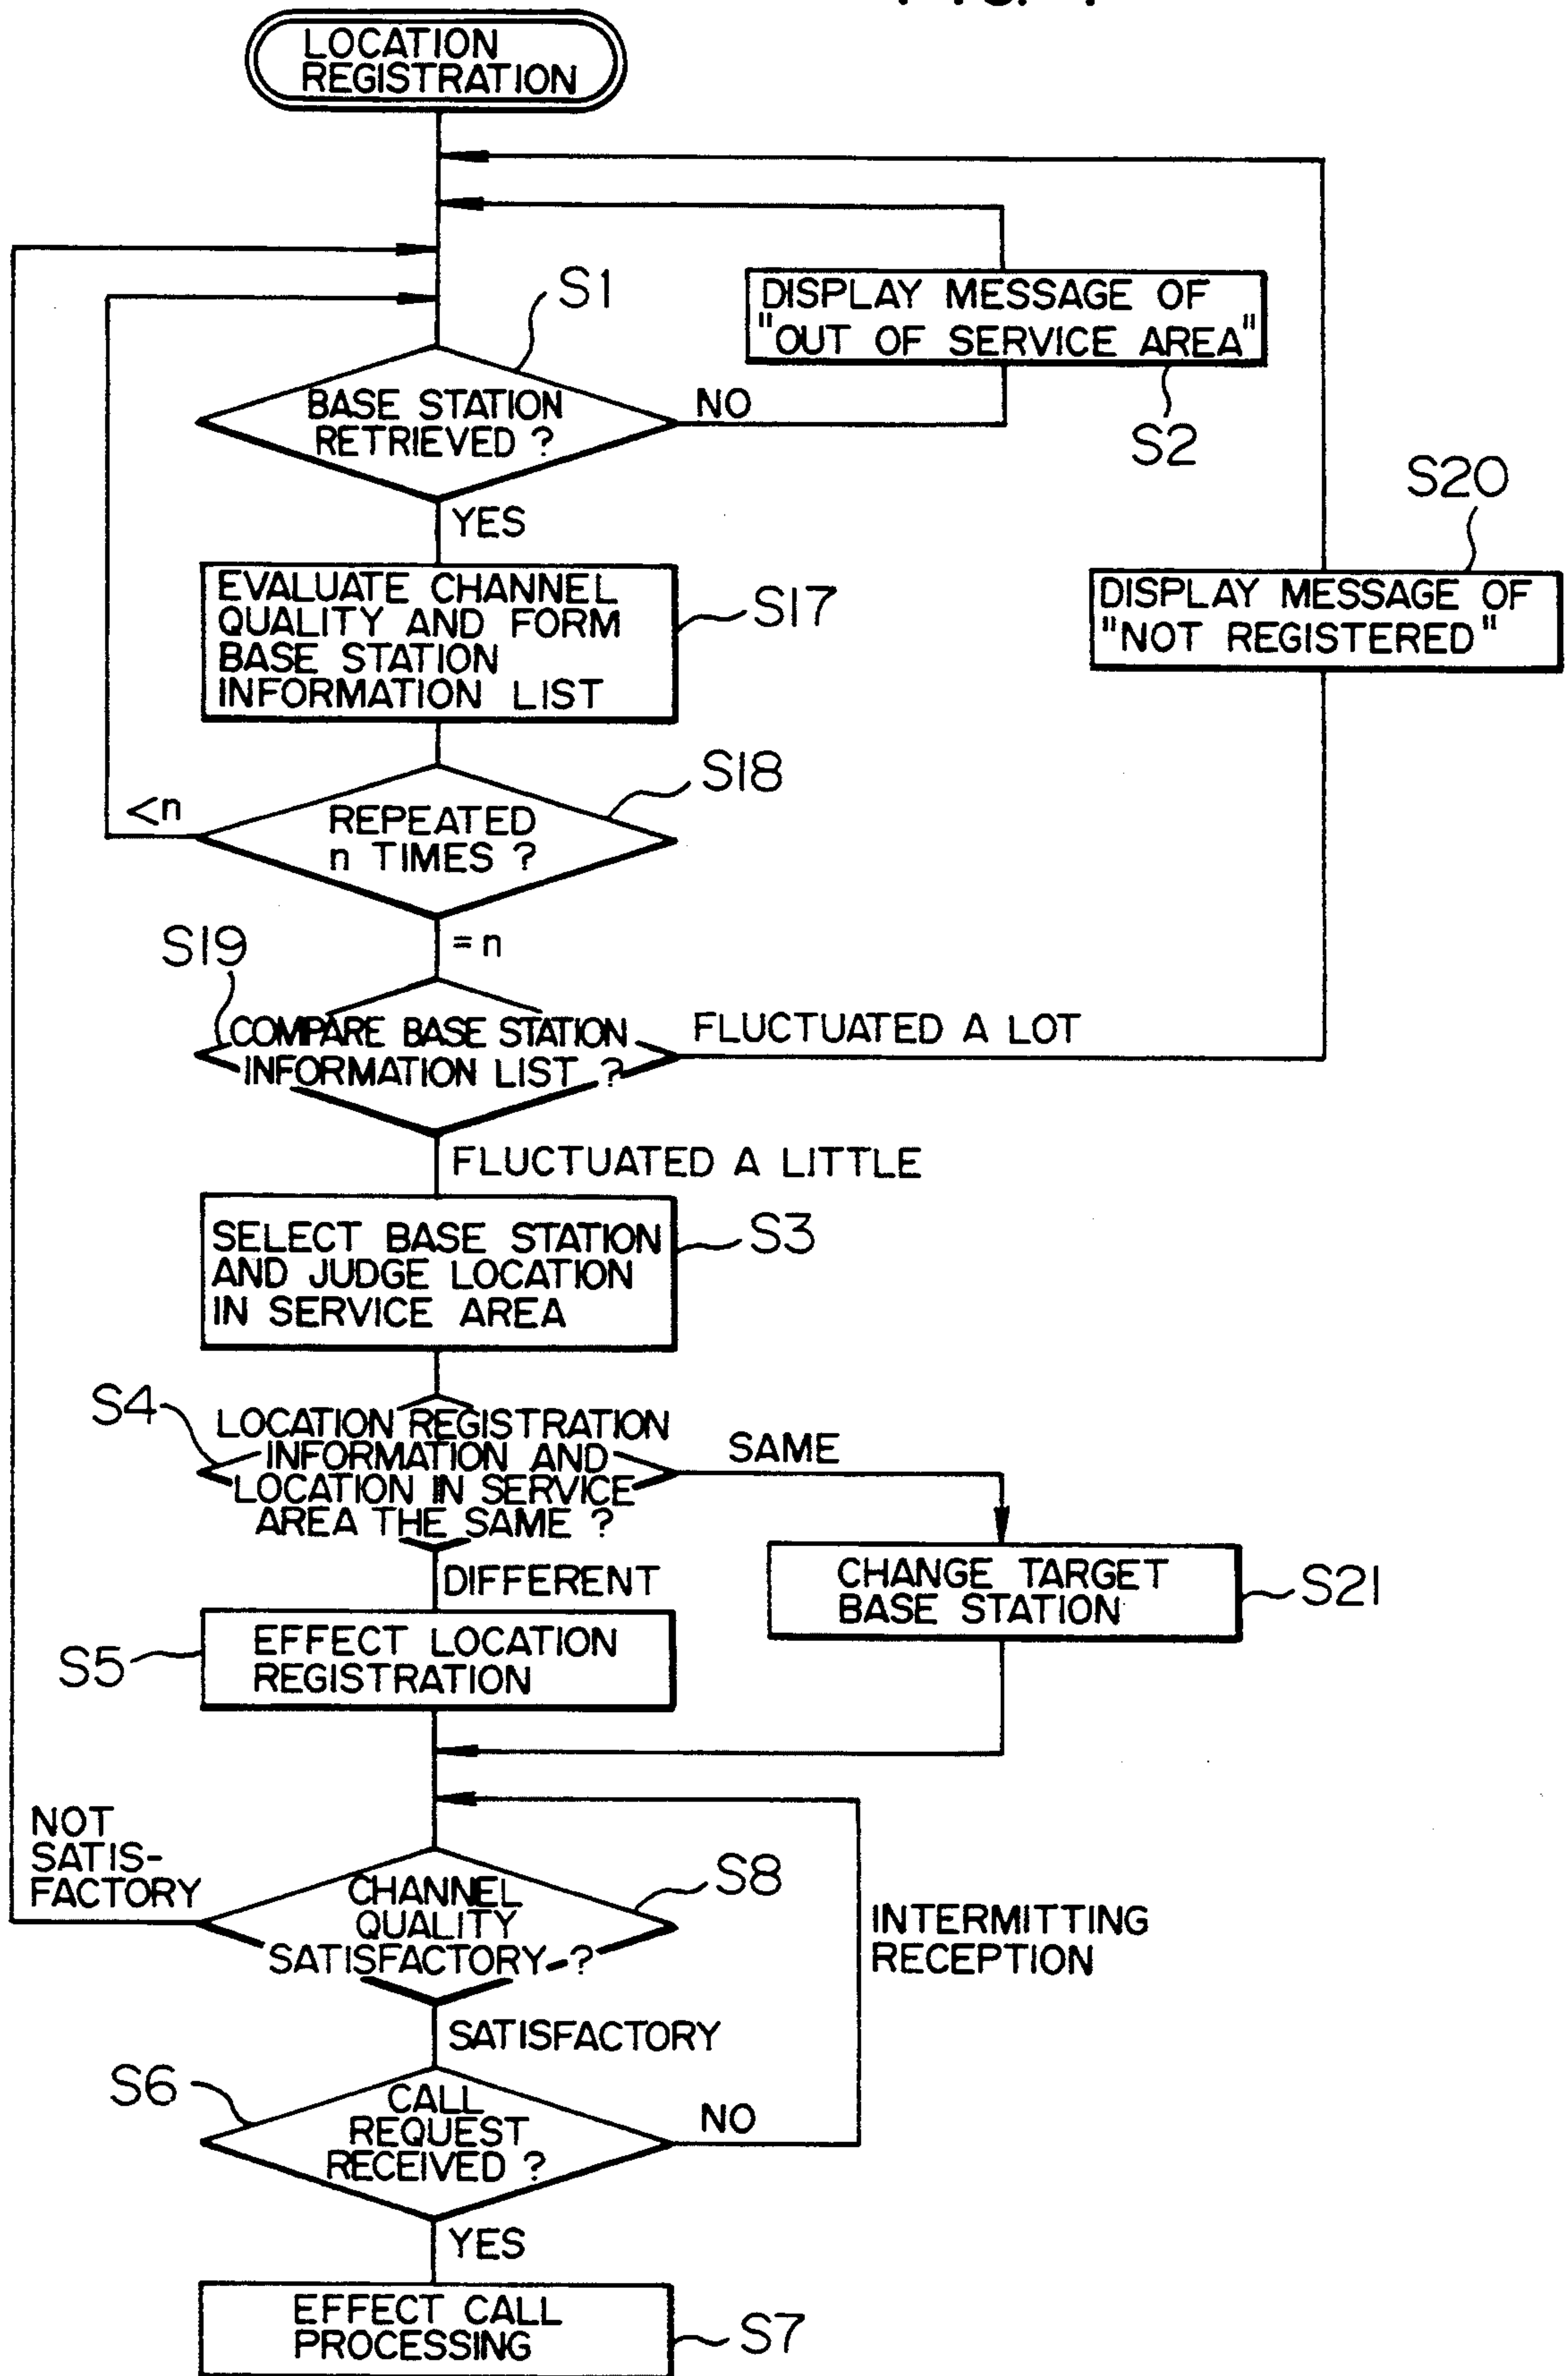 LOCATION
REGISTRATION
S1
DISPLAY MESSAGE OF
"OUT OF SERVICE AREA"
BASE STATION
RETRIEVED ?
NO
S2
S20
YES
EVALUATE CHANNEL
QUALITY AND FORM
BASE STATION
INFORMATION LIST
S17
DISPLAY MESSAGE OF
"NOT REGISTERED"
S18
<n
REPEATED
n TIMES ?
= n
S19
COMPARE BASE STATION
INFORMATION LIST ?
FLUCTUATED A LOT
FLUCTUATED A LITTLE
SELECT BASE STATION
AND JUDGE LOCATION
IN SERVICE AREA
S3
S4
LOCATION REGISTRATION
INFORMATION AND
LOCATION IN SERVICE
AREA THE SAME ?
SAME
DIFFERENT
CHANGE TARGET
BASE STATION
S21
S5
EFFECT LOCATION
REGISTRATION
NOT
SATIS-
FACTORY
CHANNEL
QUALITY
SATISFACTORY ?
S8
INTERMITTING
RECEPTION
SATISFACTORY
S6
CALL
REQUEST
RECEIVED ?
NO
YES
EFFECT CALL
PROCESSING
S7